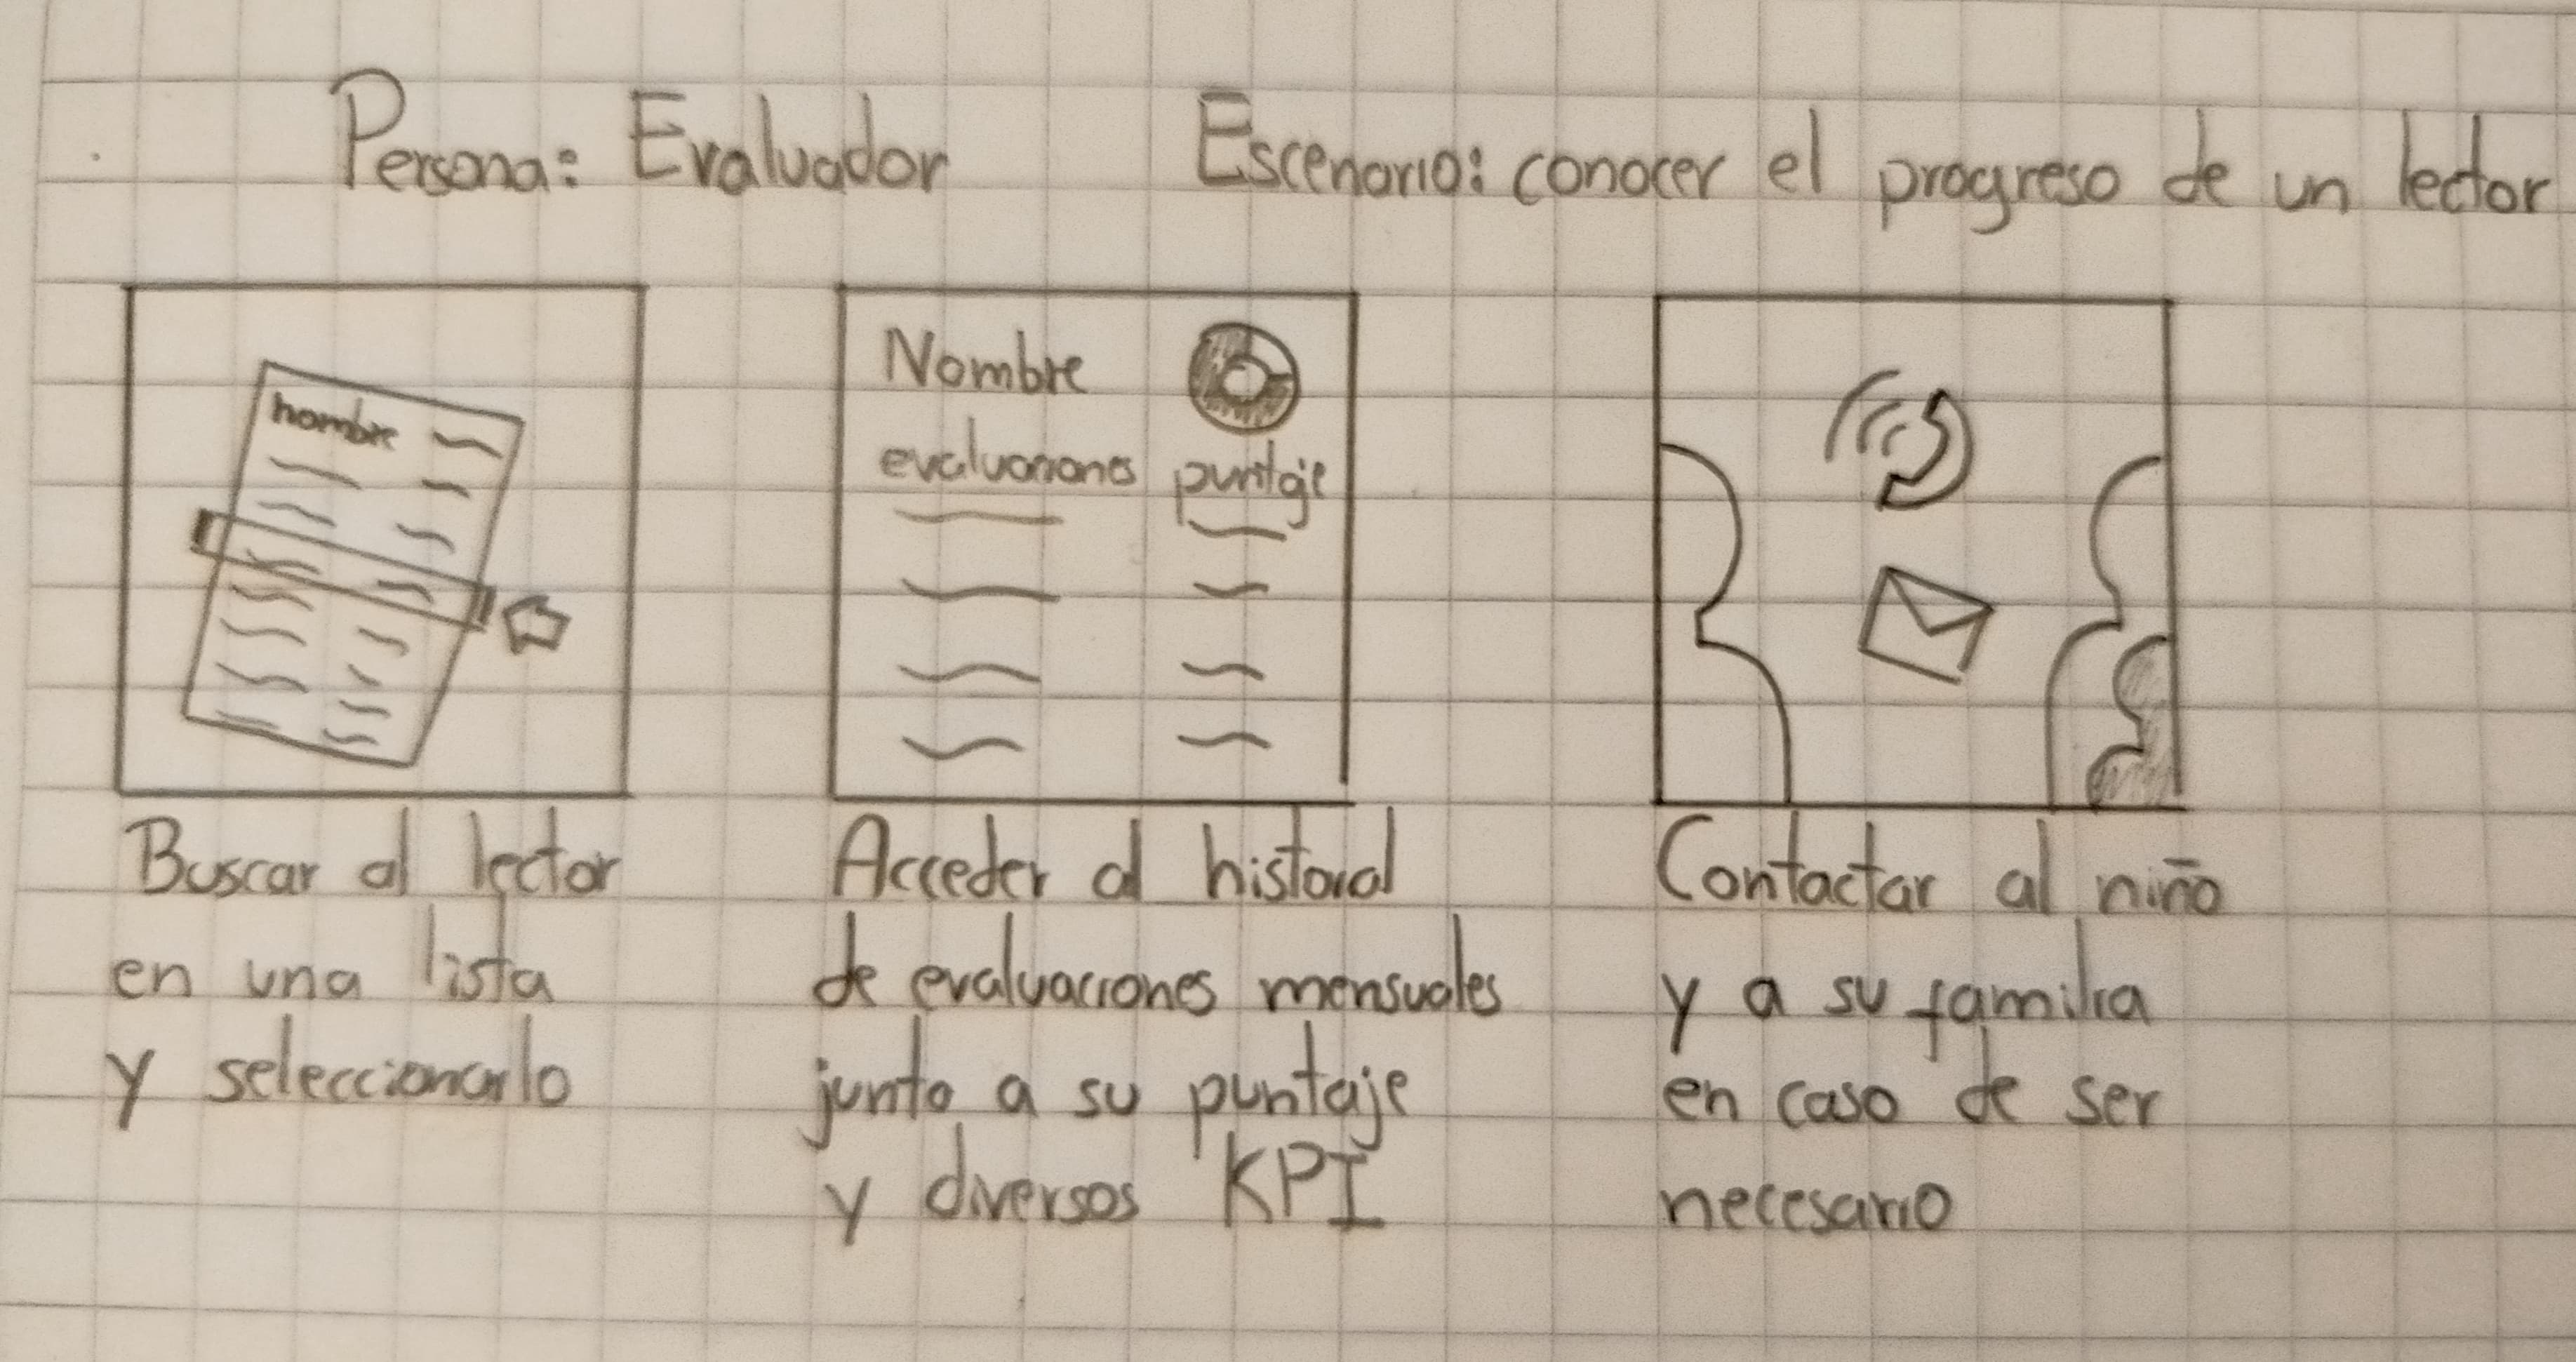 Persona: Evaluador
Escenario: conocer el progreso de un lector
nombre
Buscar al lector
en una lista
y seleccionarlo
Nombre
evaluaciones puntaje
Acceder al historial
de evaluaciones mensuales
junto a su puntaje
y diversos KPI
Contactar al niño
y a su familia
en caso de ser
necesario